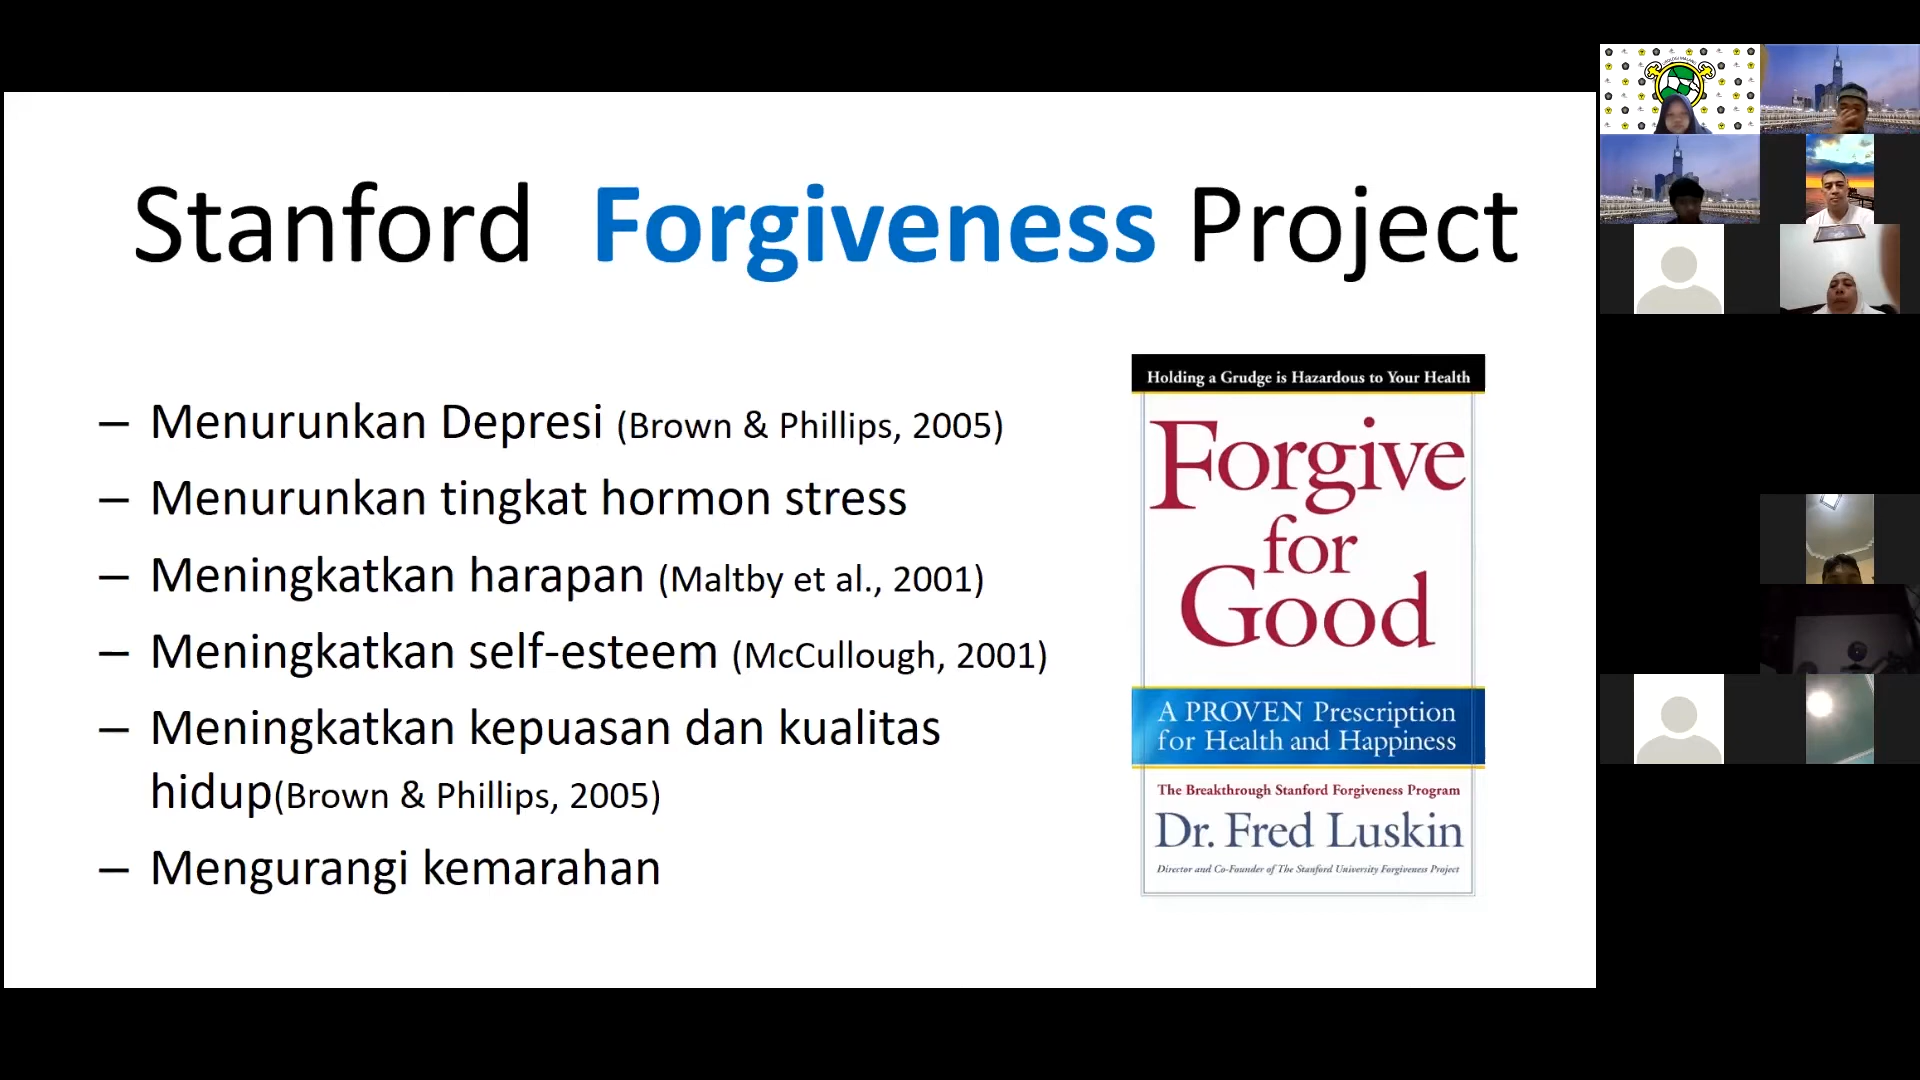 Stanford Forgiveness Project
– Menurunkan Depresi (Brown & Phillips, 2005)
– Menurunkan tingkat hormon stress
– Meningkatkan harapan (Maltby et al., 2001)
– Meningkatkan self-esteem (McCullough, 2001)
– Meningkatkan kepuasan dan kualitas
hidup(Brown & Phillips, 2005)
– Mengurangi kemarahan
Holding a Grudge is Hazardous to Your Health
Forgive
for
Good
A PROVEN Prescription
for Health and Happiness
The Breakthrough Stanford Forgiveness Program
Dr. Fred Luskin
Director and Co-Founder of The Stanford University Forgiveness Project